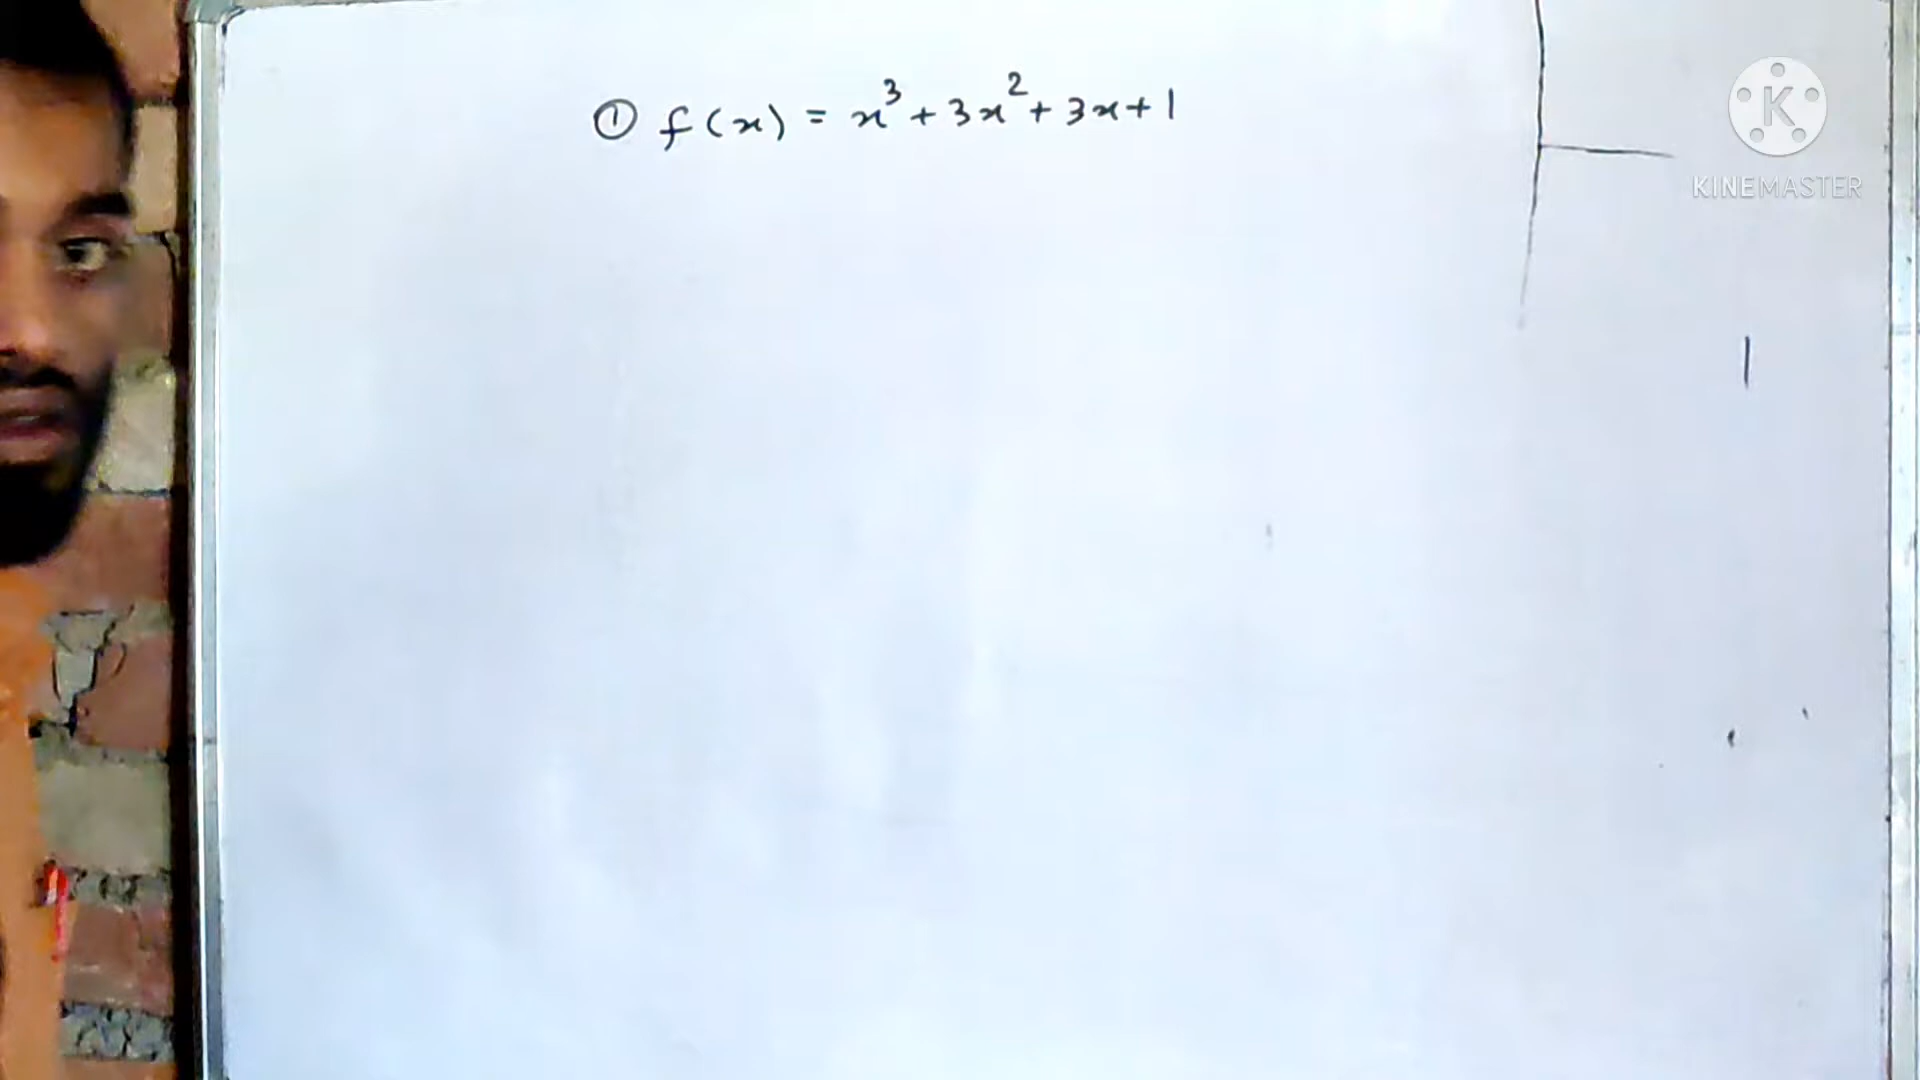 ① f(x) = x³ + 3x² + 3x + 1
KINEMASTER